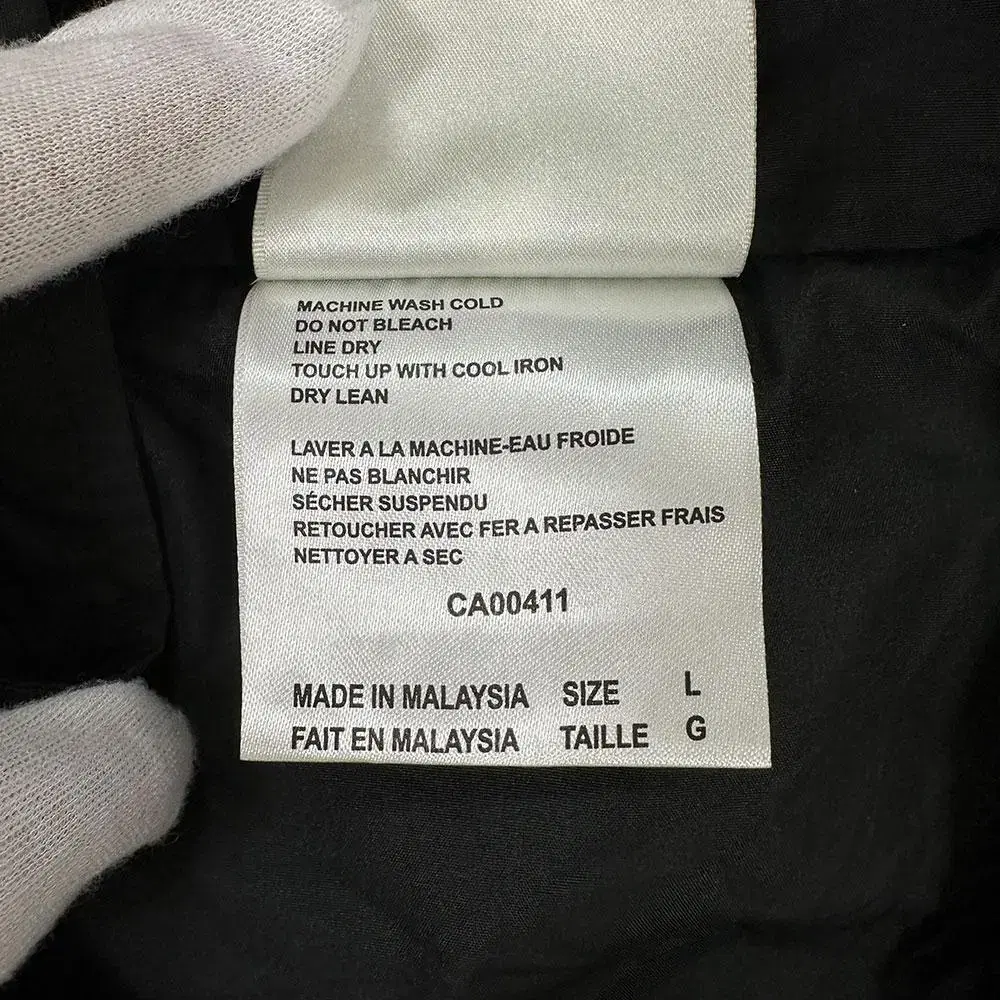 MACHINE WASH COLD
DO NOT BLEACH
LINE DRY
TOUCH UP WITH COOL IRON
DRY LEAN
LAVER A LA MACHINE-EAU FROIDE
NE PAS BLANCHIR
SÉCHER SUSPENDU
RETOUCHER AVEC FER A REPASSER FRAIS
NETTOYER A SEC
CA00411
MADE IN MALAYSIA SIZE L
FAIT EN MALAYSIA TAILLE G